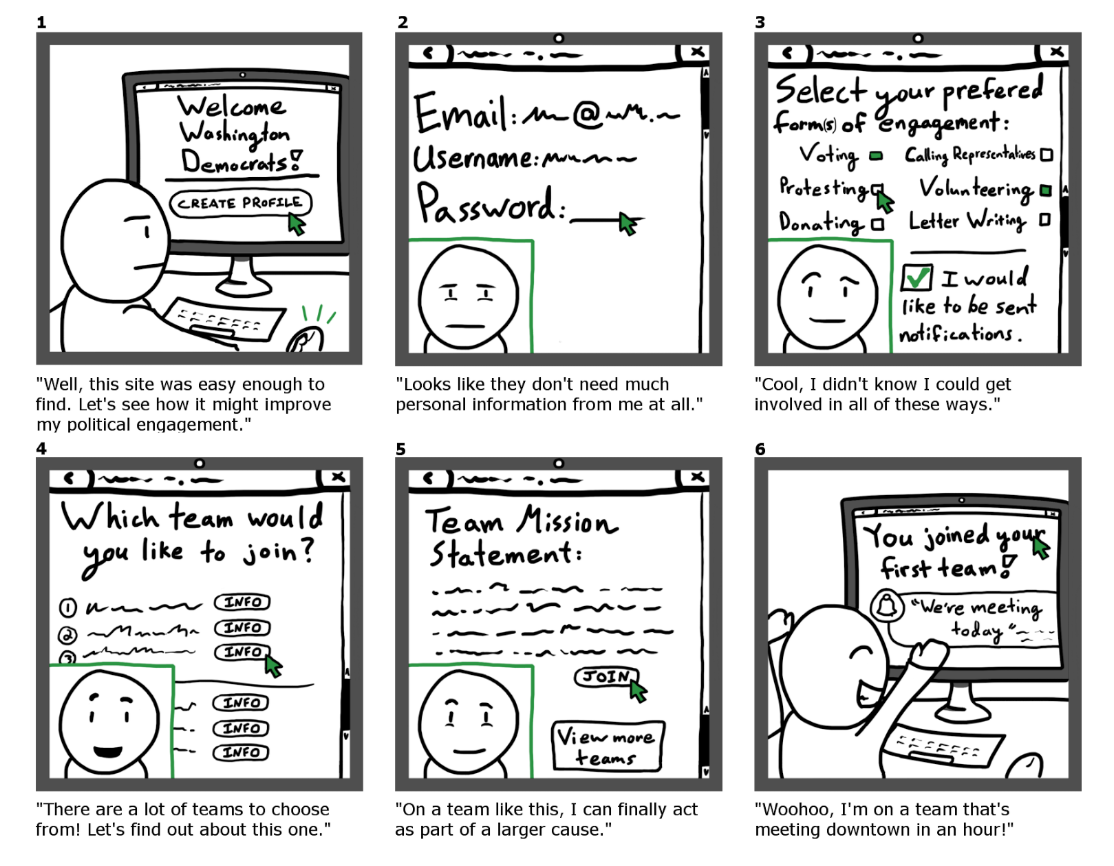 1
Welcome
Washington
Democrats!
CREATE PROFILE
"Well, this site was easy enough to
find. Let's see how it might improve
my political engagement."
2
Email: @ .
Username:
Password:
"Looks like they don't need much
personal information from me at all."
3
Select your prefered
form(s) of engagement:
Voting Calling Representatives
Protesting Volunteering
Donating Letter Writing
I would
like to be sent
notifications.
"Cool, I didn't know I could get
involved in all of these ways."
4
Which team would
you like to join?
1 INFO
2 INFO
3 INFO
INFO
INFO
INFO
"There are a lot of teams to choose
from! Let's find out about this one."
5
Team Mission
Statement:
JOIN
View more
teams
"On a team like this, I can finally act
as part of a larger cause."
6
You joined your
first team!
"We're meeting
today"
"Woohoo, I'm on a team that's
meeting downtown in an hour!"